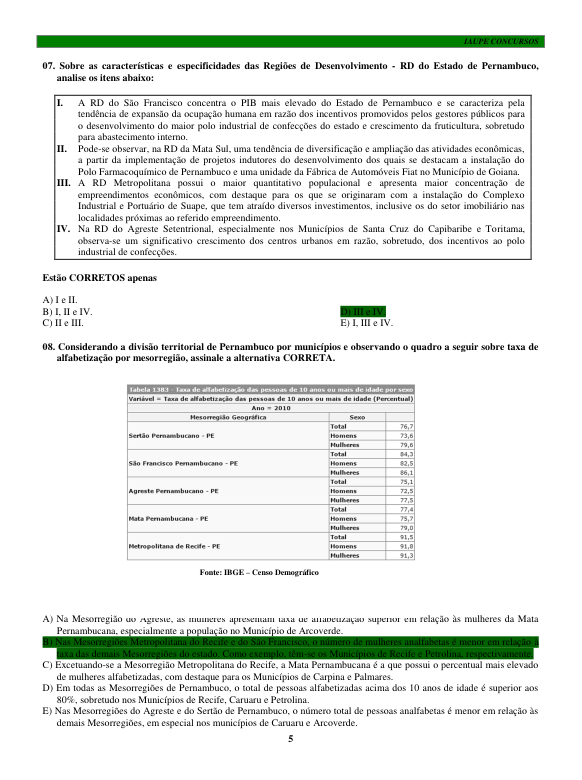 IAUPE CONCURSOS
07. Sobre as características e especificidades das Regiões de Desenvolvimento - RD do Estado de Pernambuco,
analise os itens abaixo:
I. A RD do São Francisco concentra o PIB mais elevado do Estado de Pernambuco e se caracteriza pela
tendência de expansão da ocupação humana em razão dos incentivos promovidos pelos gestores públicos para
o desenvolvimento do maior polo industrial de confecções do estado e crescimento da fruticultura, sobretudo
para abastecimento interno.
II. Pode-se observar, na RD da Mata Sul, uma tendência de diversificação e ampliação das atividades econômicas,
a partir da implementação de projetos indutores do desenvolvimento dos quais se destacam a instalação do
Polo Farmacoquímico de Pernambuco e uma unidade da Fábrica de Automóveis Fiat no Município de Goiana.
III. A RD Metropolitana possui o maior quantitativo populacional e apresenta maior concentração de
empreendimentos econômicos, com destaque para os que se originaram com a instalação do Complexo
Industrial e Portuário de Suape, que tem atraído diversos investimentos, inclusive os do setor imobiliário nas
localidades próximas ao referido empreendimento.
IV. Na RD do Agreste Setentrional, especialmente nos Municípios de Santa Cruz do Capibaribe e Toritama,
observa-se um significativo crescimento dos centros urbanos em razão, sobretudo, dos incentivos ao polo
industrial de confecções.
Estão CORRETOS apenas
A) I e II.
B) I, II e IV. D) III e IV.
C) II e III. E) I, III e IV.
08. Considerando a divisão territorial de Pernambuco por municípios e observando o quadro a seguir sobre taxa de
alfabetização por mesorregião, assinale a alternativa CORRETA.
Tabela 1383 - Taxa de alfabetização das pessoas de 10 anos ou mais de idade por sexo
Variável = Taxa de alfabetização das pessoas de 10 anos ou mais de idade (Percentual)
Ano = 2010
Mesorregião Geográfica Sexo
Sertão Pernambucano - PE Total 76,7
Homens 73,6
Mulheres 79,6
São Francisco Pernambucano - PE Total 84,3
Homens 82,5
Mulheres 86,1
Agreste Pernambucano - PE Total 75,1
Homens 72,5
Mulheres 77,5
Mata Pernambucana - PE Total 77,4
Homens 75,7
Mulheres 79,0
Metropolitana de Recife - PE Total 91,5
Homens 91,8
Mulheres 91,3
Fonte: IBGE – Censo Demográfico
A) Na Mesorregião do Agreste, as mulheres apresentam taxa de alfabetização superior em relação às mulheres da Mata
Pernambucana, especialmente a população no Município de Arcoverde.
B) Nas Mesorregiões Metropolitana do Recife e do São Francisco, o número de mulheres analfabetas é menor em relação a
taxa das demais Mesorregiões do estado. Como exemplo, têm-se os Municípios de Recife e Petrolina, respectivamente.
C) Excetuando-se a Mesorregião Metropolitana do Recife, a Mata Pernambucana é a que possui o percentual mais elevado
de mulheres alfabetizadas, com destaque para os Municípios de Carpina e Palmares.
D) Em todas as Mesorregiões de Pernambuco, o total de pessoas alfabetizadas acima dos 10 anos de idade é superior aos
80%, sobretudo nos Municípios de Recife, Caruaru e Petrolina.
E) Nas Mesorregiões do Agreste e do Sertão de Pernambuco, o número total de pessoas analfabetas é menor em relação às
demais Mesorregiões, em especial nos municípios de Caruaru e Arcoverde.
5